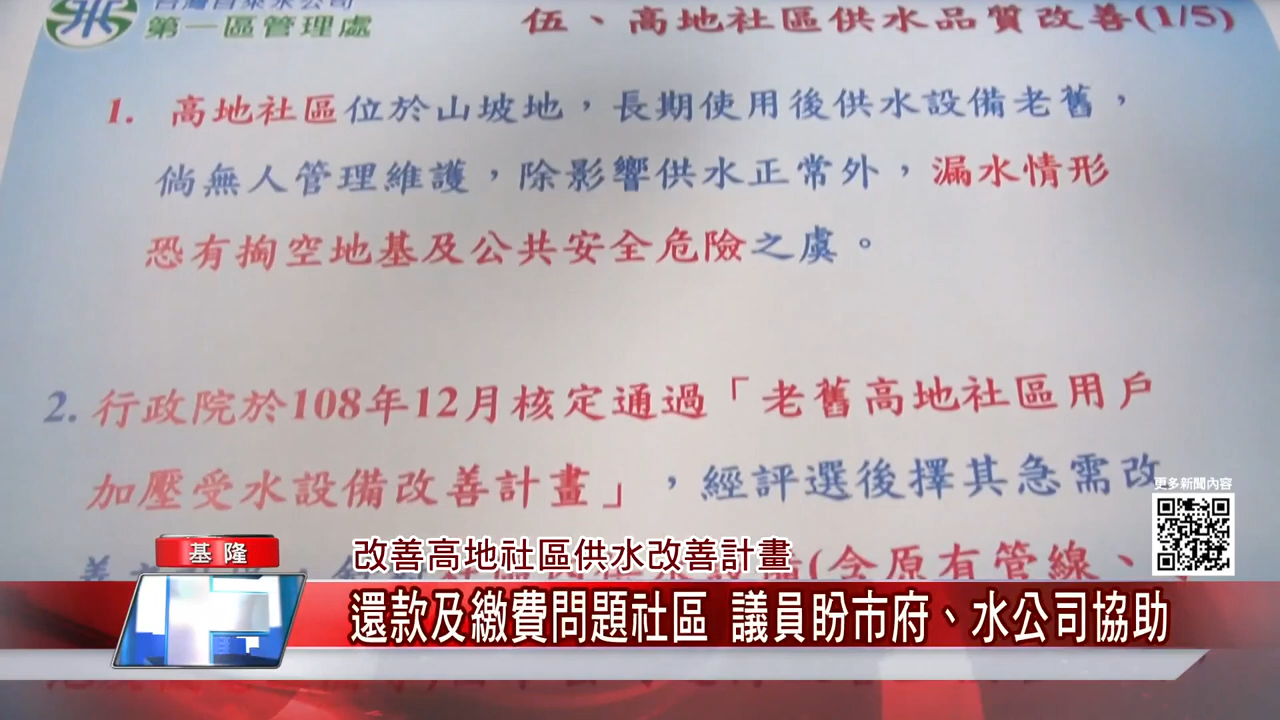 台灣自來水公司
第一區管理處
伍、高地社區供水品質改善(1/5)
1. 高地社區位於山坡地，長期使用後供水設備老舊，
倘無人管理維護，除影響供水正常外，漏水情形
恐有掏空地基及公共安全危險之虞。
2. 行政院於108年12月核定通過「老舊高地社區用戶
加壓受水設備改善計畫」，經評選後擇其急需改
(含原有管線、
更多新聞內容
基隆
改善高地社區供水改善計畫
還款及繳費問題社區 議員盼市府、水公司協助